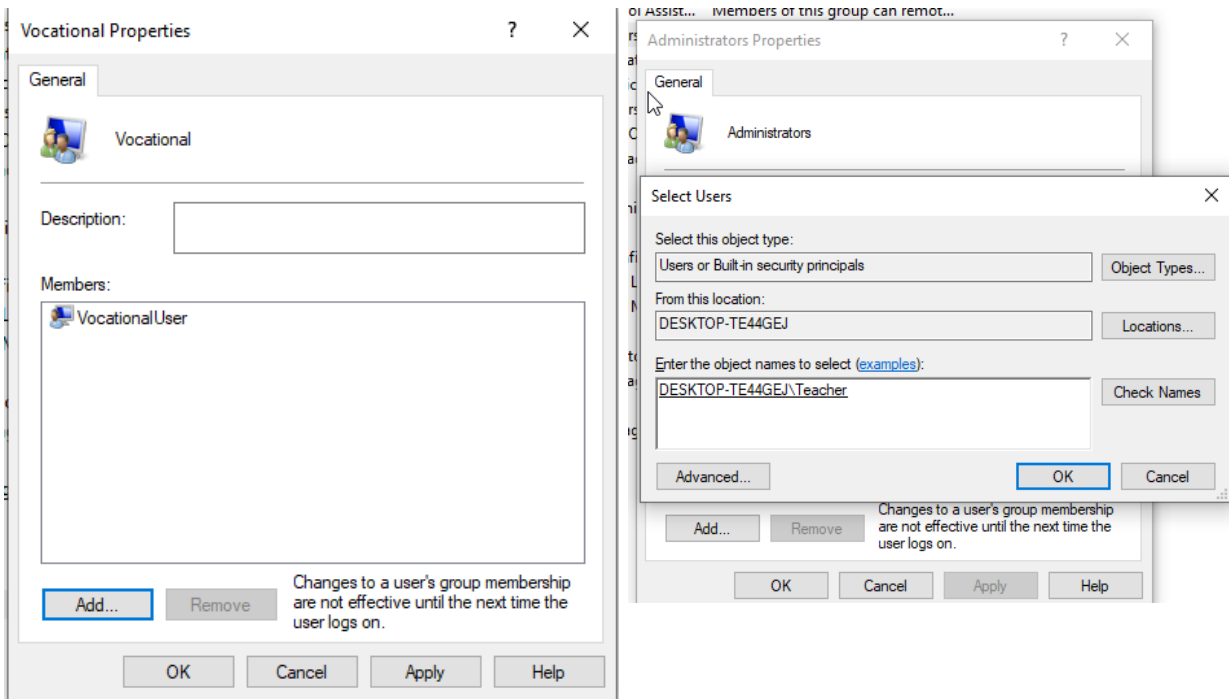 Vocational Properties
General
Vocational
Description:
Members:
VocationalUser
Add...
Remove
Changes to a user's group membership
are not effective until the next time the
user logs on.
OK
Cancel
Apply
Help
Members of this group can remot...
Administrators Properties
General
Administrators
Select Users
Select this object type:
Users or Built-in security principals
Object Types...
From this location:
DESKTOP-TE44GEJ
Locations...
Enter the object names to select (examples):
DESKTOP-TE44GEJ\Teacher
Check Names
Advanced...
OK
Cancel
Add...
Remove
Changes to a user's group membership
are not effective until the next time the
user logs on.
OK
Cancel
Apply
Help